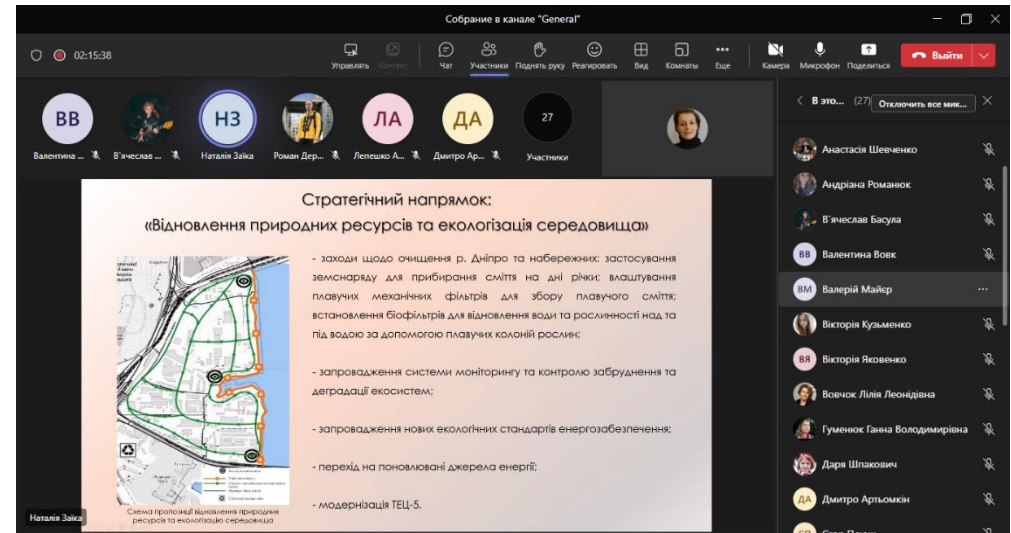 Собрание в канале "General"
02:15:38
Управлять
Контент
Чат
Участники
Поднять руку
Реагировать
Вид
Комнаты
Еще
Камера
Микрофон
Поделиться
Выйти
ВВ
НЗ
ЛА
ДА
27
Валентина ...
В'ячеслав ...
Наталія Заїка
Роман Дер...
Лепешко А...
Дмитро Ар...
Участники
Стратегічний напрямок:
«Відновлення природних ресурсів та екологізація середовища»
- заходи щодо очищення р. Дніпро та набережних: застосування
земснаряду для прибирання сміття на дні річки; влаштування
плавучих механічних фільтрів для збору плавучого сміття;
встановлення біофільтрів для відновлення води та рослинності над та
під водою за допомогою плавучих колоній рослин;
- запровадження системи моніторингу та контролю забруднення та
деградації екосистем;
- запровадження нових екологічних стандартів енергозабезпечення;
- перехід на поновлювані джерела енергії;
- модернізація ТЕЦ-5.
Схема пропозиції відновлення природних
ресурсів та екологізацію середовища
Наталія Заїка
В это... (27)
Отключить все мик...
Анастасія Шевченко
Андріана Романюк
В'ячеслав Басула
ВВ Валентина Вовк
ВМ Валерій Майєр
Вікторія Кузьменко
ВЯ Вікторія Яковенко
Вовчок Лілія Леонідівна
Гуменюк Ганна Володимирівна
Даря Шпакович
ДА Дмитро Артьомкін